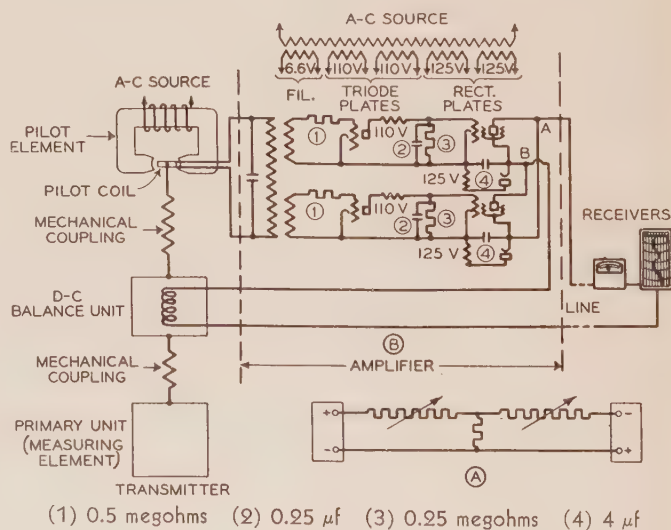 A-C SOURCE
6.6V 110V 110V 125V 125V
A-C SOURCE
FIL. TRIODE PLATES RECT. PLATES
PILOT ELEMENT
1 110 V 2 3 A
B
PILOT COIL
125 V 4
MECHANICAL COUPLING
1 110 V 2 3
RECEIVERS
125 V 4
D-C BALANCE UNIT
LINE
B
AMPLIFIER
MECHANICAL COUPLING
PRIMARY UNIT (MEASURING ELEMENT)
+ -
- +
A
TRANSMITTER
(1) 0.5 megohms (2) 0.25 μf (3) 0.25 megohms (4) 4 μf